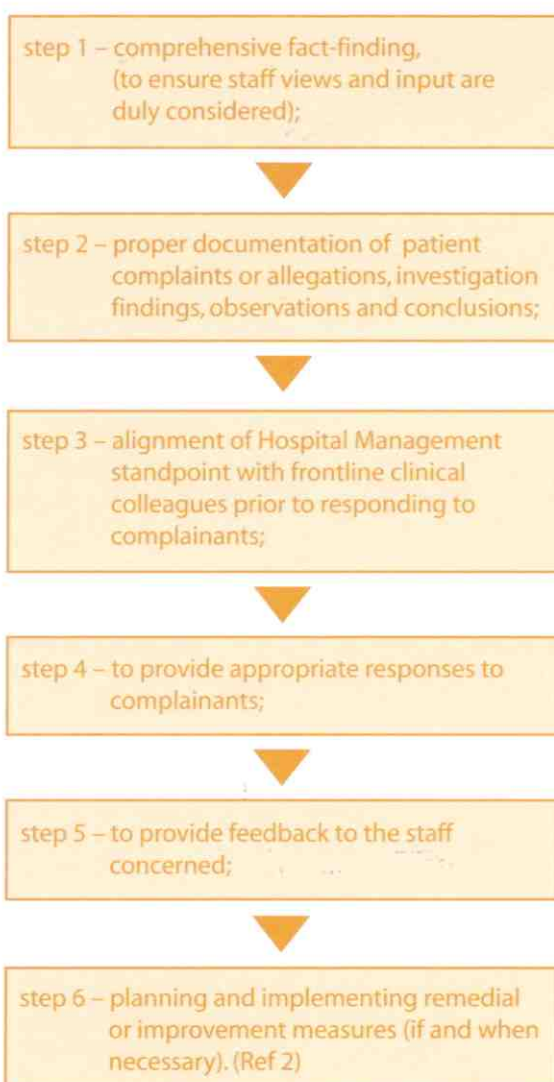 step 1 – comprehensive fact-finding,
(to ensure staff views and input are
duly considered);
step 2 – proper documentation of patient
complaints or allegations, investigation
findings, observations and conclusions;
step 3 – alignment of Hospital Management
standpoint with frontline clinical
colleagues prior to responding to
complainants;
step 4 – to provide appropriate responses to
complainants;
step 5 – to provide feedback to the staff
concerned;
step 6 – planning and implementing remedial
or improvement measures (if and when
necessary). (Ref 2)